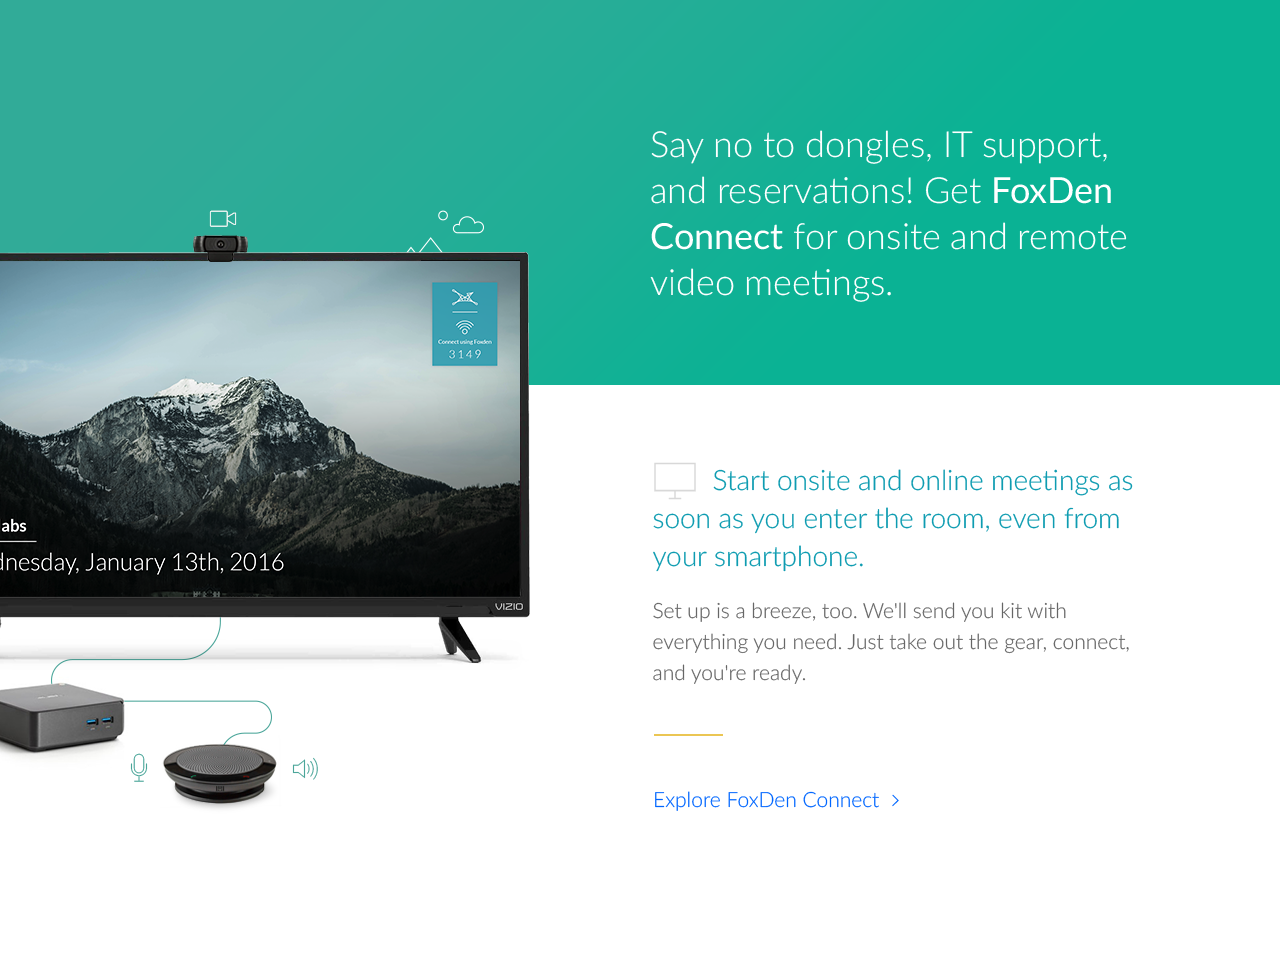 Say no to dongles, IT support,
and reservations! Get FoxDen
Connect for onsite and remote
video meetings.
Connect using Foxden
3149
abs
dnesday, January 13th, 2016
VIZIO
Start onsite and online meetings as
soon as you enter the room, even from
your smartphone.
Set up is a breeze, too. We'll send you kit with
everything you need. Just take out the gear, connect,
and you're ready.
Explore FoxDen Connect